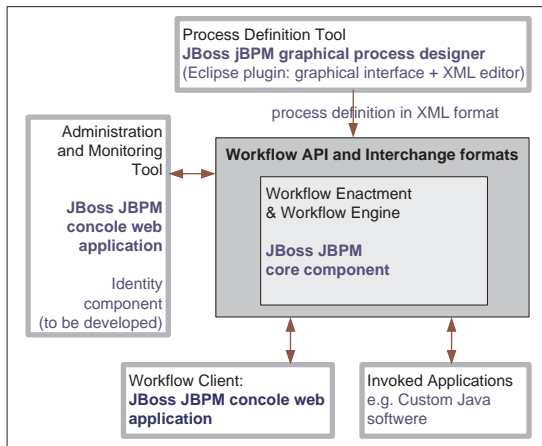 Process Definition Tool
JBoss jBPM graphical process designer
(Eclipse plugin: graphical interface + XML editor)
process definition in XML format
Administration
and Monitoring
Tool
JBoss JBPM
concole web
application
Identity
component
(to be developed)
Workflow API and Interchange formats
Workflow Enactment
& Workflow Engine
JBoss JBPM
core component
Workflow Client:
JBoss JBPM concole web
application
Invoked Applications
e.g. Custom Java
softwere